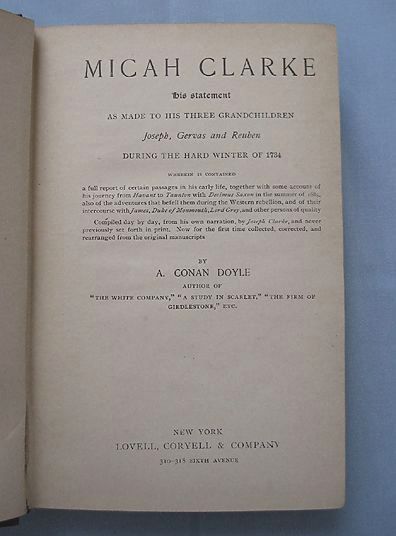 MICAH CLARKE
His statement
AS MADE TO HIS THREE GRANDCHILDREN
Joseph, Gervas and Reuben
DURING THE HARD WINTER OF 1734
WHEREIN IS CONTAINED
a full report of certain passages in his early life, together with some account of
his journey from Havant to Taunton with Decimus Saxon in the summer of 1685,
also of the adventures that befell them during the Western rebellion, and of their
intercourse with James, Duke of Monmouth, Lord Grey, and other persons of quality
Compiled day by day, from his own narration, by Joseph Clarke, and never
previously set forth in print. Now for the first time collected, corrected, and
rearranged from the original manuscripts
BY
A. CONAN DOYLE
AUTHOR OF
"THE WHITE COMPANY," "A STUDY IN SCARLET," "THE FIRM OF
GIRDLESTONE," ETC.
NEW YORK
LOVELL, CORYELL & COMPANY
310-318 SIXTH AVENUE